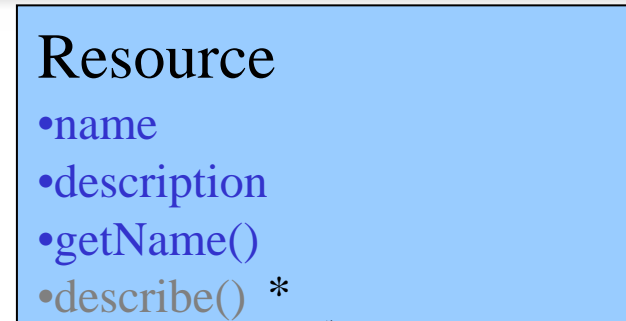 Resource
•name
•description
•getName()
•describe() *